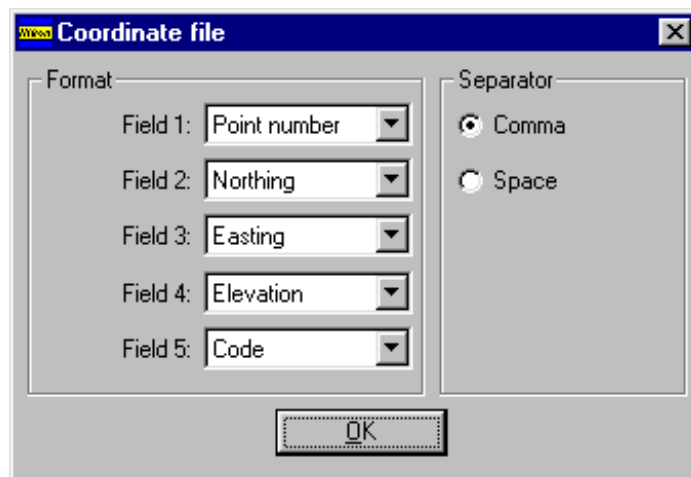 Coordinate file
Format
Field 1: Point number
Field 2: Northing
Field 3: Easting
Field 4: Elevation
Field 5: Code
Separator
Comma
Space
OK